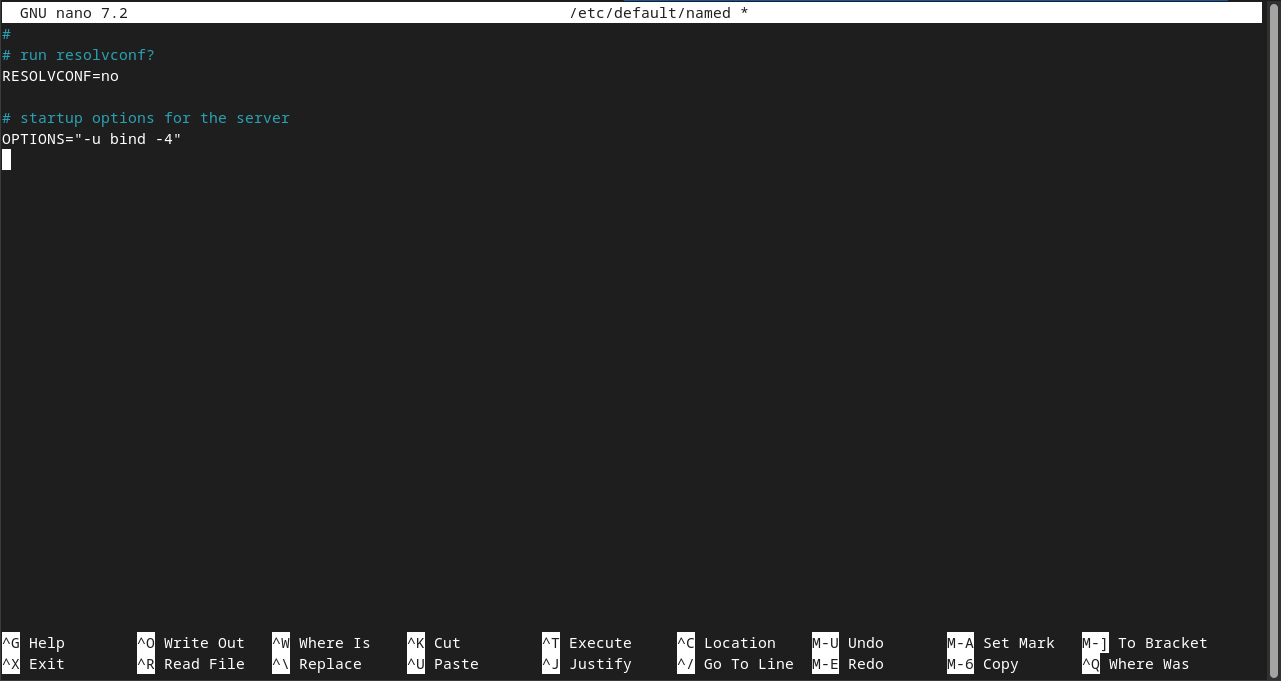 GNU nano 7.2 /etc/default/named *
#
# run resolvconf?
RESOLVCONF=no
# startup options for the server
OPTIONS="-u bind -4"
^G Help ^O Write Out ^W Where Is ^K Cut ^T Execute ^C Location M-U Undo M-A Set Mark M-] To Bracket
^X Exit ^R Read File ^\ Replace ^U Paste ^J Justify ^/ Go To Line M-E Redo M-6 Copy ^Q Where Was